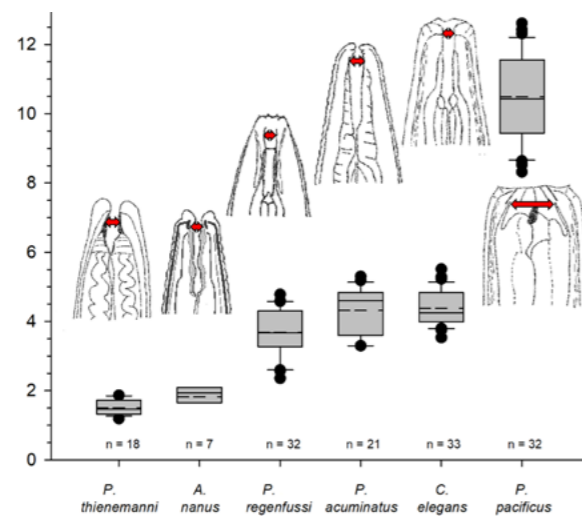 12
10
8
6
4
2
0
n = 18 n = 7 n = 32 n = 21 n = 33 n = 32
P. A. P. P. C. P.
thienemanni nanus regenfussi acuminatus elegans pacificus